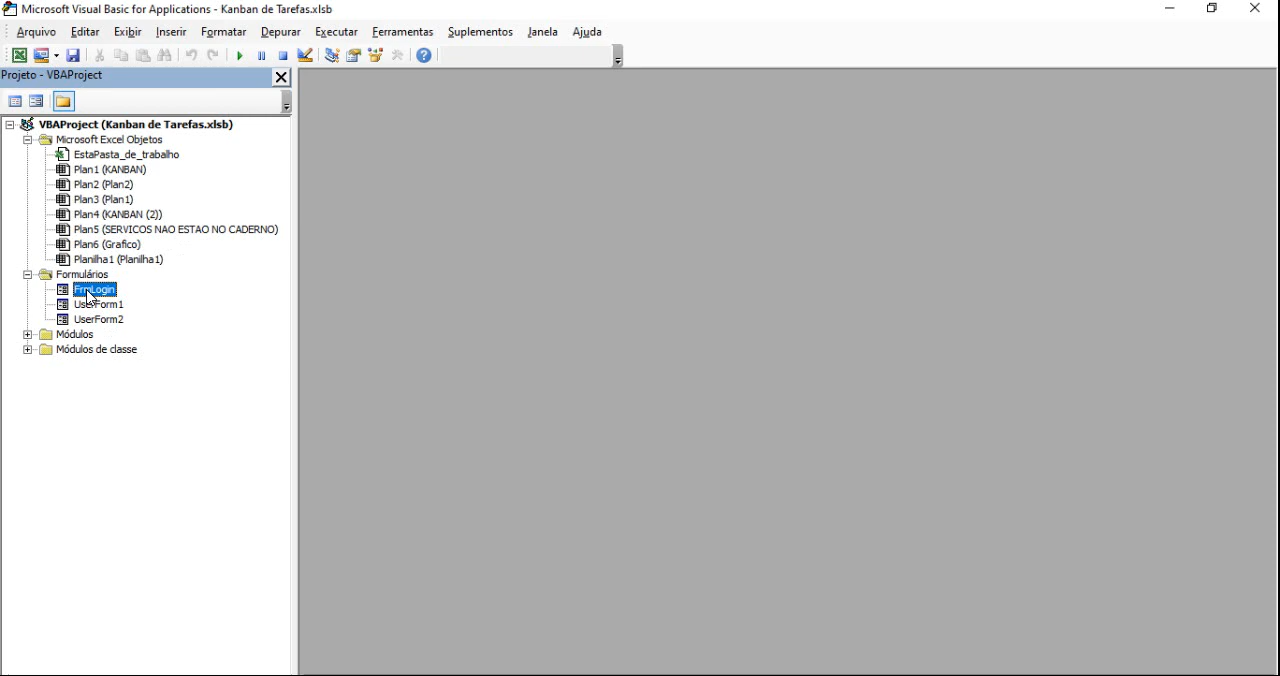 Microsoft Visual Basic for Applications - Kanban de Tarefas.xlsb
Arquivo Editar Exibir Inserir Formatar Depurar Executar Ferramentas Suplementos Janela Ajuda
Projeto - VBAProject
VBAProject (Kanban de Tarefas.xlsb)
Microsoft Excel Objetos
EstaPasta_de_trabalho
Plan1 (KANBAN)
Plan2 (Plan2)
Plan3 (Plan1)
Plan4 (KANBAN (2))
Plan5 (SERVICOS NAO ESTAO NO CADERNO)
Plan6 (Grafico)
Planilha1 (Planilha1)
Formulários
FrmLogin
UserForm1
UserForm2
Módulos
Módulos de classe